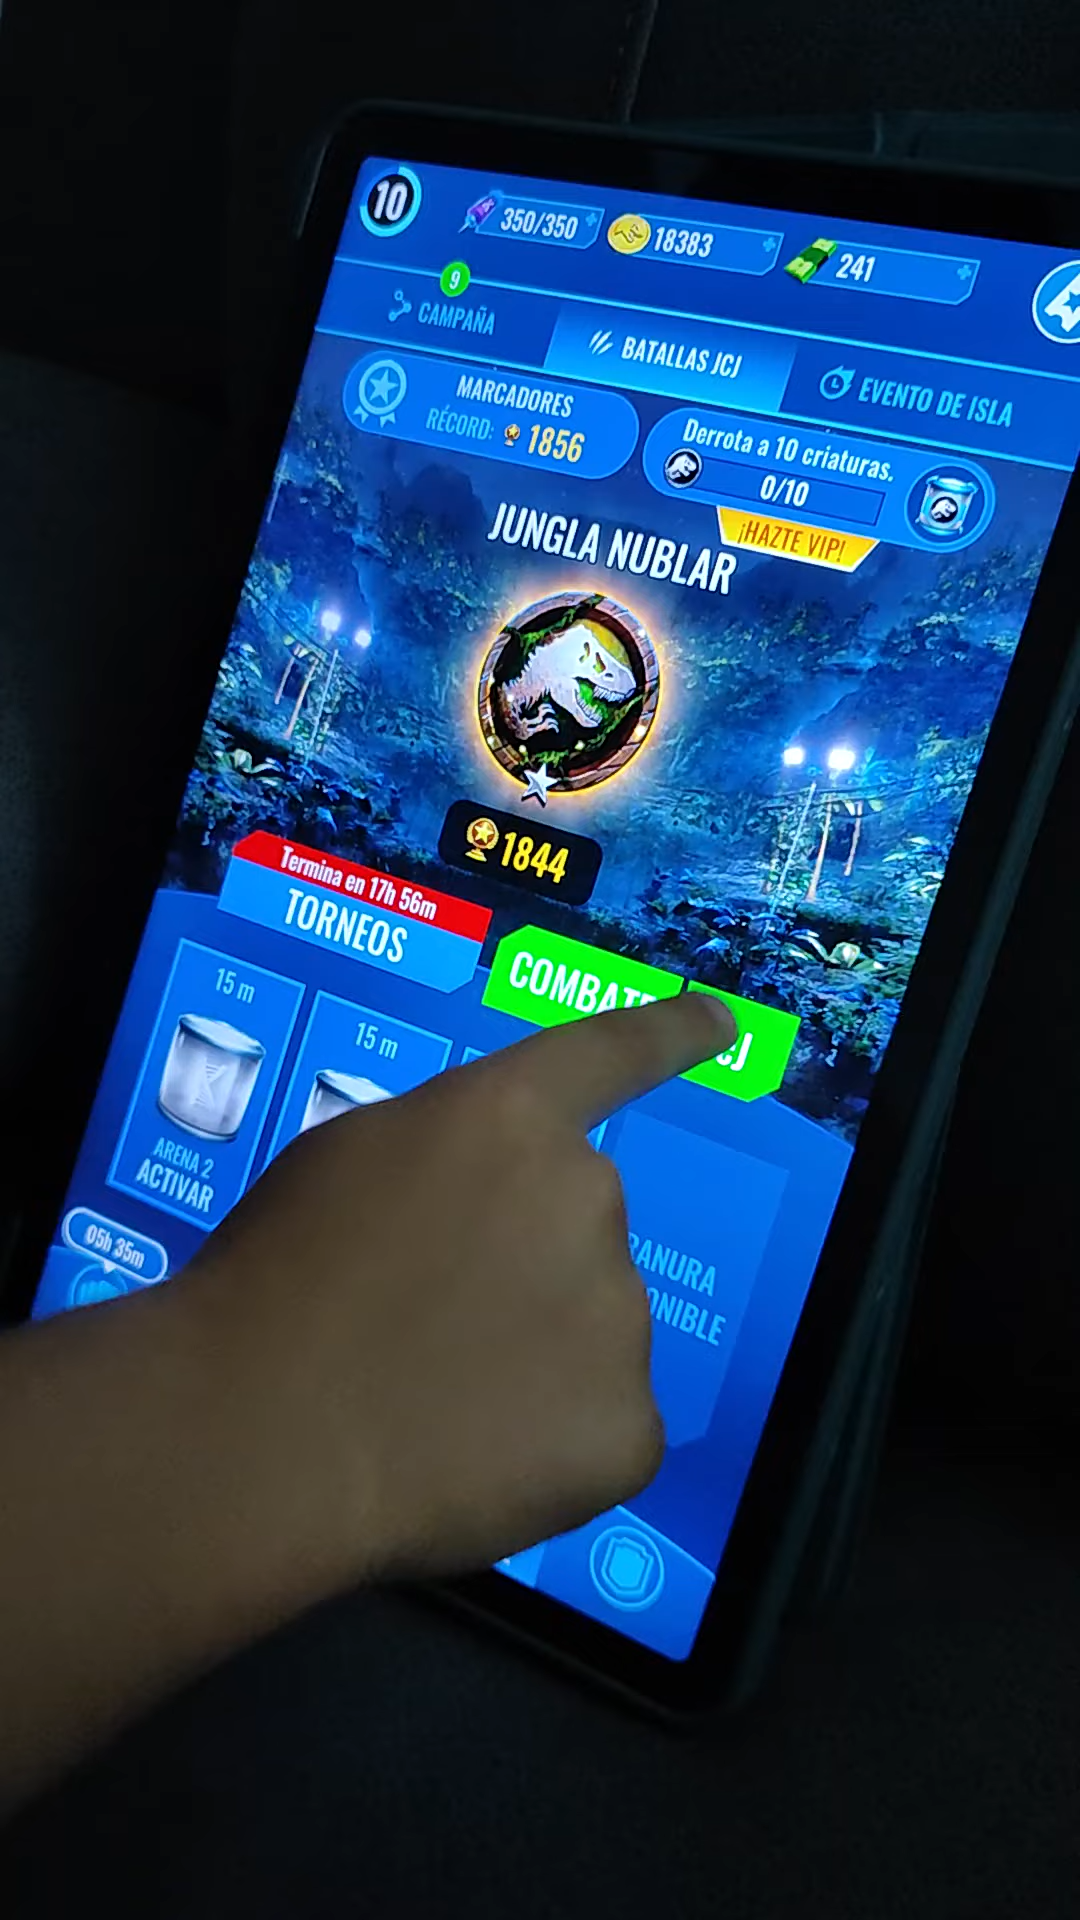 10
350/350
18383
241
9
CAMPAÑA
BATALLAS JCJ
EVENTO DE ISLA
MARCADORES
RÉCORD: 1856
Derrota a 10 criaturas.
0/10
¡HAZTE VIP!
JUNGLA NUBLAR
1844
Termina en 17h 56m
TORNEOS
15 m
ARENA 2
ACTIVAR
15 m
05h 35m